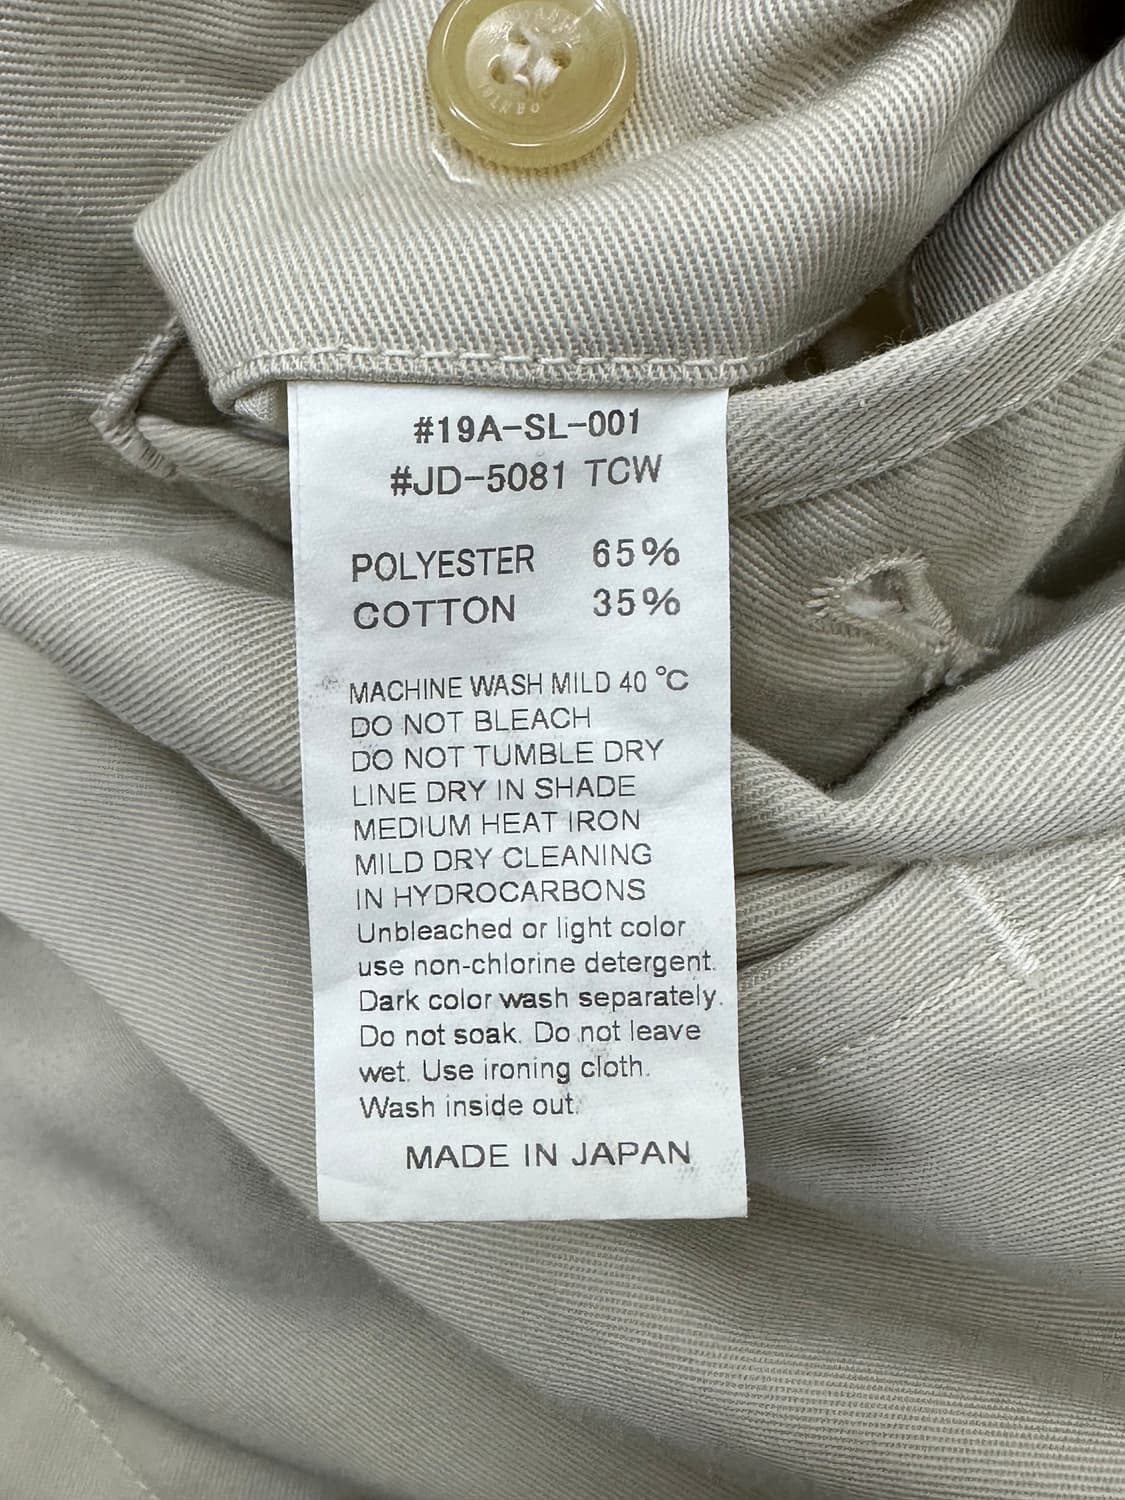 #19A-SL-001
#JD-5081 TCW
POLYESTER 65%
COTTON 35%
MACHINE WASH MILD 40 °C
DO NOT BLEACH
DO NOT TUMBLE DRY
LINE DRY IN SHADE
MEDIUM HEAT IRON
MILD DRY CLEANING
IN HYDROCARBONS
Unbleached or light color
use non-chlorine detergent.
Dark color wash separately.
Do not soak. Do not leave
wet. Use ironing cloth.
Wash inside out.
MADE IN JAPAN